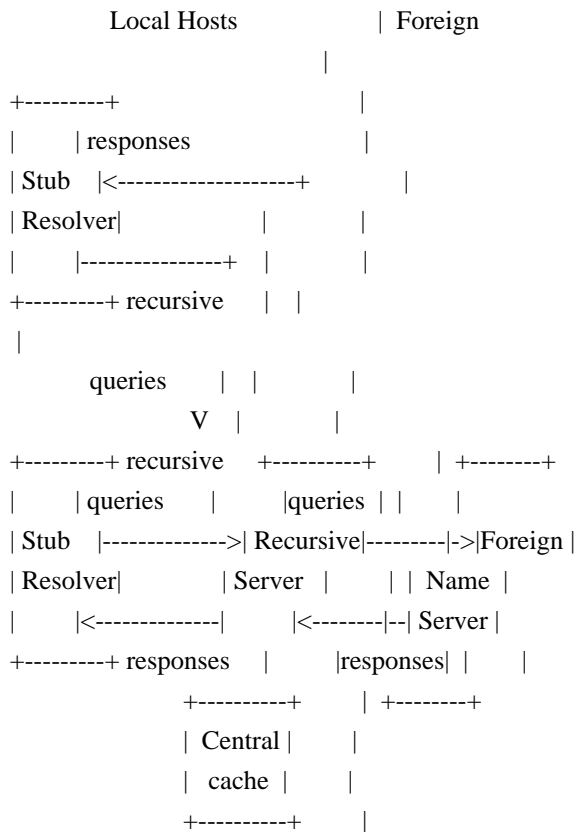 Local Hosts | Foreign
|
+---------+ |
| | responses |
| Stub |<--------------------+ |
| Resolver| | |
| |----------------+ | |
+---------+ recursive | |
|
queries | | |
V | |
+---------+ recursive +----------+ | +--------+
| | queries | |queries | | |
| Stub |-------------->| Recursive|---------|->|Foreign |
| Resolver| | Server | | | Name |
| |<--------------| |<--------|--| Server |
+---------+ responses | |responses| | |
+----------+ | +--------+
| Central | |
| cache | |
+----------+ |